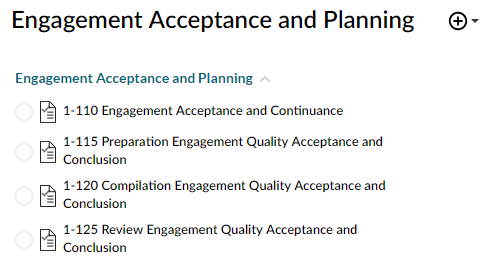 Engagement Acceptance and Planning
Engagement Acceptance and Planning
1-110 Engagement Acceptance and Continuance
1-115 Preparation Engagement Quality Acceptance and
Conclusion
1-120 Compilation Engagement Quality Acceptance and
Conclusion
1-125 Review Engagement Quality Acceptance and
Conclusion